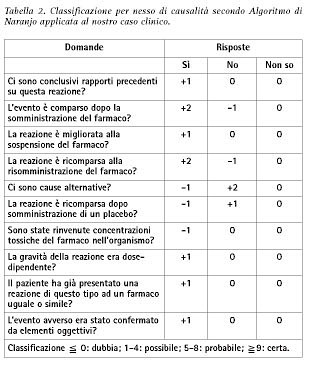 Tabella 2. Classificazione per nesso di causalità secondo Algoritmo di
Naranjo applicata al nostro caso clinico.
Domande Risposte
Sì No Non so
Ci sono conclusivi rapporti precedenti
su questa reazione? +1 0 0
L'evento è comparso dopo la
somministrazione del farmaco? +2 –1 0
La reazione è migliorata alla
sospensione del farmaco? +1 0 0
La reazione è ricomparsa alla
risomministrazione del farmaco? +2 –1 0
Ci sono cause alternative? –1 +2 0
La reazione è ricomparsa dopo
somministrazione di un placebo? –1 +1 0
Sono state rinvenute concentrazioni
tossiche del farmaco nell'organismo? –1 0 0
La gravità della reazione era dose-
dipendente? +1 0 0
Il paziente ha già presentato una
reazione di questo tipo ad un farmaco
uguale o simile? +1 0 0
L'evento avverso era stato confermato
da elementi oggettivi? +1 0 0
Classificazione ≦ 0: dubbia; 1–4: possibile; 5–8: probabile; ≧9: certa.